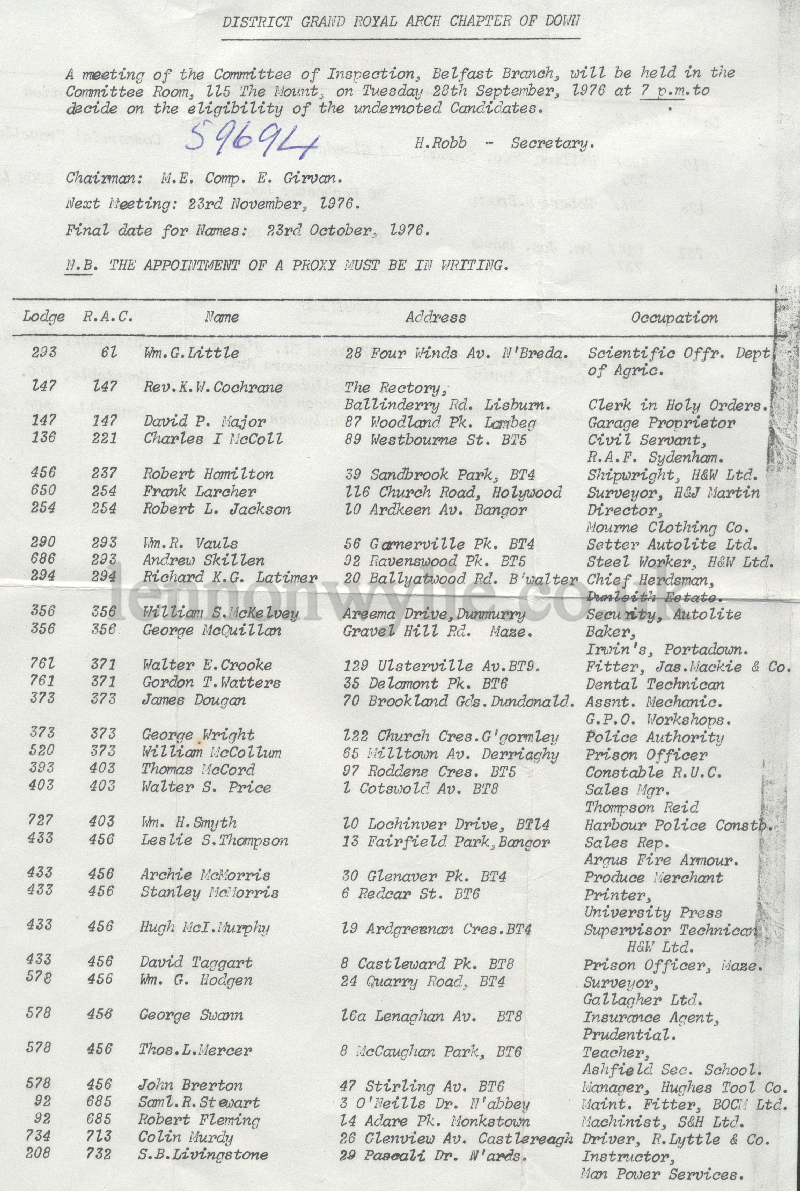 DISTRICT GRAND ROYAL ARCH CHAPTER OF DOWN
A meeting of the Committee of Inspection, Belfast Branch, will be held in the
Committee Room, 115 The Mount, on Tuesday 28th September, 1976 at 7 p.m. to
decide on the eligibility of the undernoted Candidates.
59694
H.Robb - Secretary.
Chairman: M.E. Comp. E. Girvan.
Next Meeting: 23rd November, 1976.
Final date for Names: 23rd October, 1976.
N.B. THE APPOINTMENT OF A PROXY MUST BE IN WRITING.
Lodge R.A.C. Name Address Occupation
293 61 Wm.G.Little 28 Four Winds Av. N'Breda. Scientific Offr. Dept
of Agric.
147 147 Rev.K.W.Cochrane The Rectory,
Ballinderry Rd. Lisburn. Clerk in Holy Orders.
147 147 David P. Major 87 Woodland Pk. Lambeg Garage Proprietor
136 221 Charles I McColl 89 Westbourne St. BT5 Civil Servant,
R.A.F. Sydenham.
456 237 Robert Hamilton 39 Sandbrook Park, BT4 Shipwright, H&W Ltd.
650 254 Frank Larcher 116 Church Road, Holywood Surveyor, H&J Martin
254 254 Robert L. Jackson 10 Ardkeen Av. Bangor Director,
Mourne Clothing Co.
290 293 Wm.R. Vauls 56 Garnerville Pk. BT4 Setter Autolite Ltd.
686 293 Andrew Skillen 92 Ravenswood Pk. BT5 Steel Worker, H&W Ltd.
294 294 Richard K.G. Latimer 20 Ballyatwood Rd. B'walter Chief Herdsman,
Dunleith Estate.
lennonwylie.co.uk
356 356 William S.McKelvey Areema Drive,Dunmurry Security, Autolite
356 356 George McQuillan Gravel Hill Rd. Maze. Baker,
Irwin's, Portadown.
761 371 Walter E.Crooke 129 Ulsterville Av.BT9. Fitter, Jas.Mackie & Co.
761 371 Gordon T.Watters 35 Delamont Pk. BT6 Dental Technican
373 373 James Dougan 70 Brookland Gds.Dundonald. Assnt. Mechanic.
G.P.O. Workshops.
373 373 George Wright 122 Church Cres.G'gormley Police Authority
520 373 William McCollum 65 Milltown Av. Derriaghy Prison Officer
393 403 Thomas McCord 97 Roddens Cres. BT5 Constable R.U.C.
403 403 Walter S. Price 1 Cotswold Av. BT8 Sales Mgr.
Thompson Reid
727 403 Wm. H.Smyth 10 Lochinver Drive, BT14 Harbour Police Constb.
433 456 Leslie S.Thompson 13 Fairfield Park,Bangor Sales Rep.
Argus Fire Armour.
433 456 Archie McMorris 30 Glenaver Pk. BT4 Produce Merchant
433 456 Stanley McMorris 6 Redcar St. BT6 Printer,
University Press
433 456 Hugh McI.Murphy 19 Ardgreenan Cres.BT4 Supervisor Technican
H&W Ltd.
433 456 David Taggart 8 Castleward Pk. BT8 Prison Officer, Maze.
578 456 Wm. G. Hodgen 24 Quarry Road, BT4 Surveyor,
Gallagher Ltd.
578 456 George Swann 16a Lenaghan Av. BT8 Insurance Agent,
Prudential.
578 456 Thos.L.Mercer 8 McCaughan Park, BT6 Teacher,
Ashfield Sec. School.
578 456 John Brerton 47 Stirling Av. BT6 Manager, Hughes Tool Co.
92 685 Saml.R.Stewart 3 O'Neills Dr. N'abbey Maint. Fitter, BOCM Ltd.
92 685 Robert Fleming 14 Adare Pk. Monkstown Machinist, S&H Ltd.
734 713 Colin Murdy 26 Glenview Av. Castlereagh Driver, R.Lyttle & Co.
208 732 S.B.Livingstone 29 Pascali Dr. N'ards. Instructor,
Man Power Services.